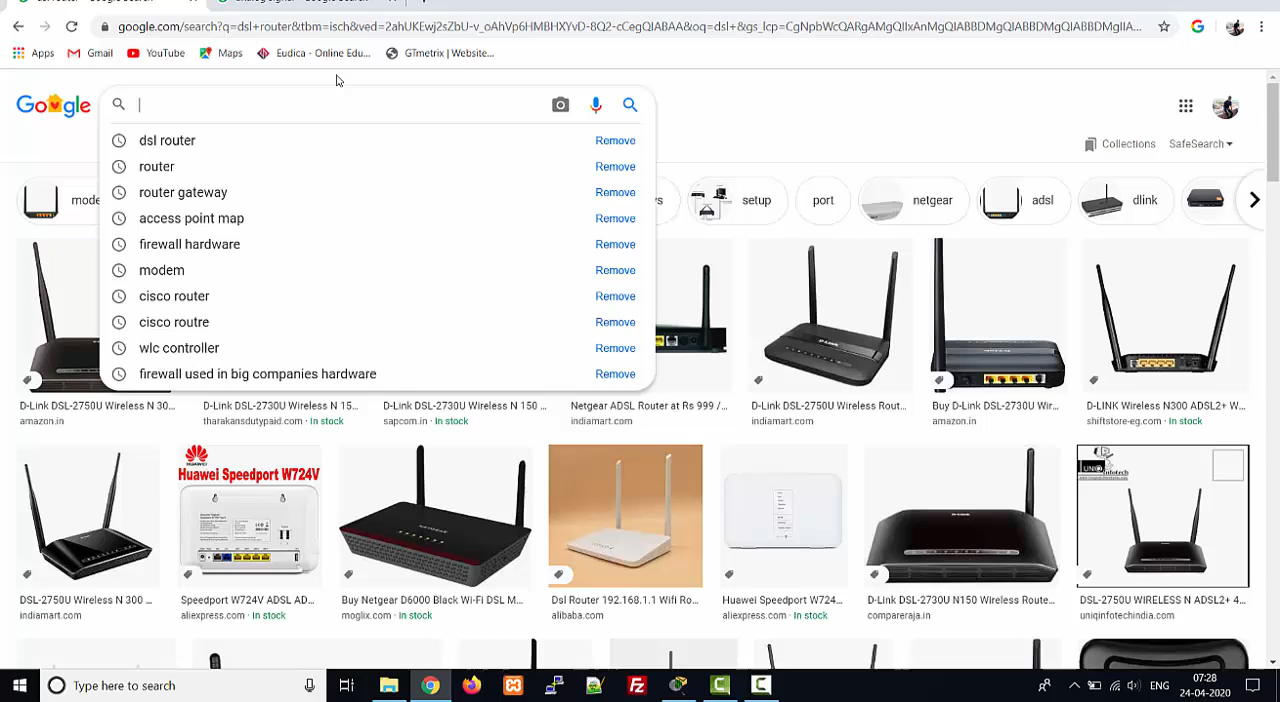 google.com/search?q=dsl+router&tbm=isch&ved=2ahUKEwj2sZbU-v_oAhVp6HMBHXYvD-8Q2-cCegQIABAA&oq=dsl+&gs_lcp=CgNpbWcQARgAMgQIIxAnMgQIABBDMgQIABBDMgQIABBDMgQIABBDMgIIA...
Apps
Gmail
YouTube
Maps
Eudica - Online Edu...
GTmetrix | Website...
Google
Collections
SafeSearch
dsl router Remove
router Remove
router gateway Remove
access point map Remove
firewall hardware Remove
modem Remove
cisco router Remove
cisco routre Remove
wlc controller Remove
firewall used in big companies hardware Remove
setup
port
netgear
adsl
dlink
D-Link DSL-2750U Wireless N 30...
amazon.in
D-Link DSL-2730U Wireless N 15...
tharakansdutypaid.com · In stock
D-Link DSL-2730U Wireless N 150 ...
sapcom.in · In stock
Netgear ADSL Router at Rs 999 /...
indiamart.com
D-Link DSL-2750U Wireless Rout...
indiamart.com
Buy D-Link DSL-2730U Wir...
amazon.in
D-LINK Wireless N300 ADSL2+ W...
shiftstore-eg.com · In stock
HUAWEI
Huawei Speedport W724V
NETGEAR
DSL-2750U Wireless N 300 ...
indiamart.com
Speedport W724V ADSL AD...
aliexpress.com · In stock
Buy Netgear D6000 Black Wi-Fi DSL M...
moglix.com · In stock
Dsl Router 192.168.1.1 Wifi Ro...
alibaba.com
Huawei Speedport W724...
aliexpress.com · In stock
D-Link DSL-2730U N150 Wireless Route...
compareraja.in
DSL-2750U WIRELESS N ADSL2+ 4...
uniqinfotechindia.com
Type here to search
ENG
07:28
24-04-2020